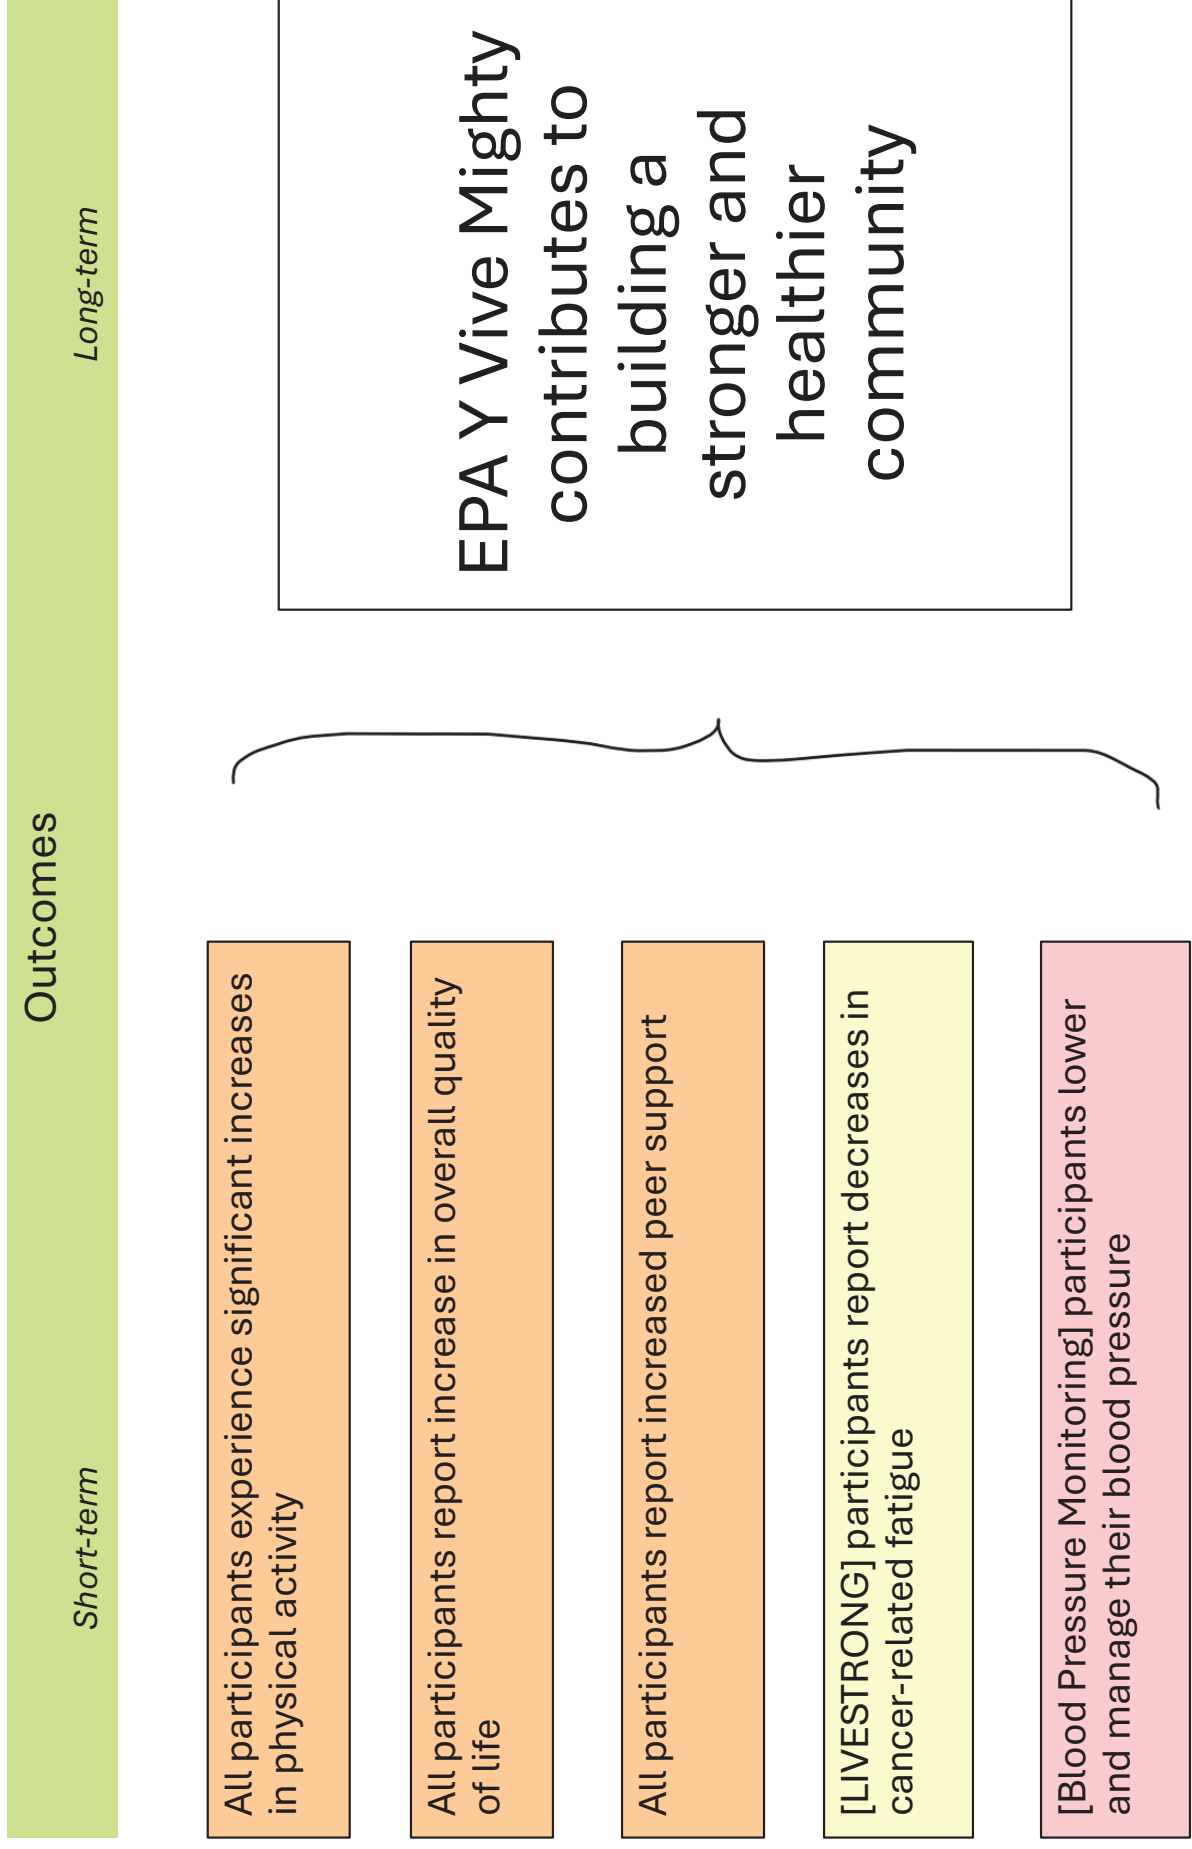 Outcomes
Short-term
Long-term
All participants experience significant increases
in physical activity
All participants report increase in overall quality
of life
All participants report increased peer support
[LIVESTRONG] participants report decreases in
cancer-related fatigue
[Blood Pressure Monitoring] participants lower
and manage their blood pressure
EPA Y Vive Mighty
contributes to
building a
stronger and
healthier
community